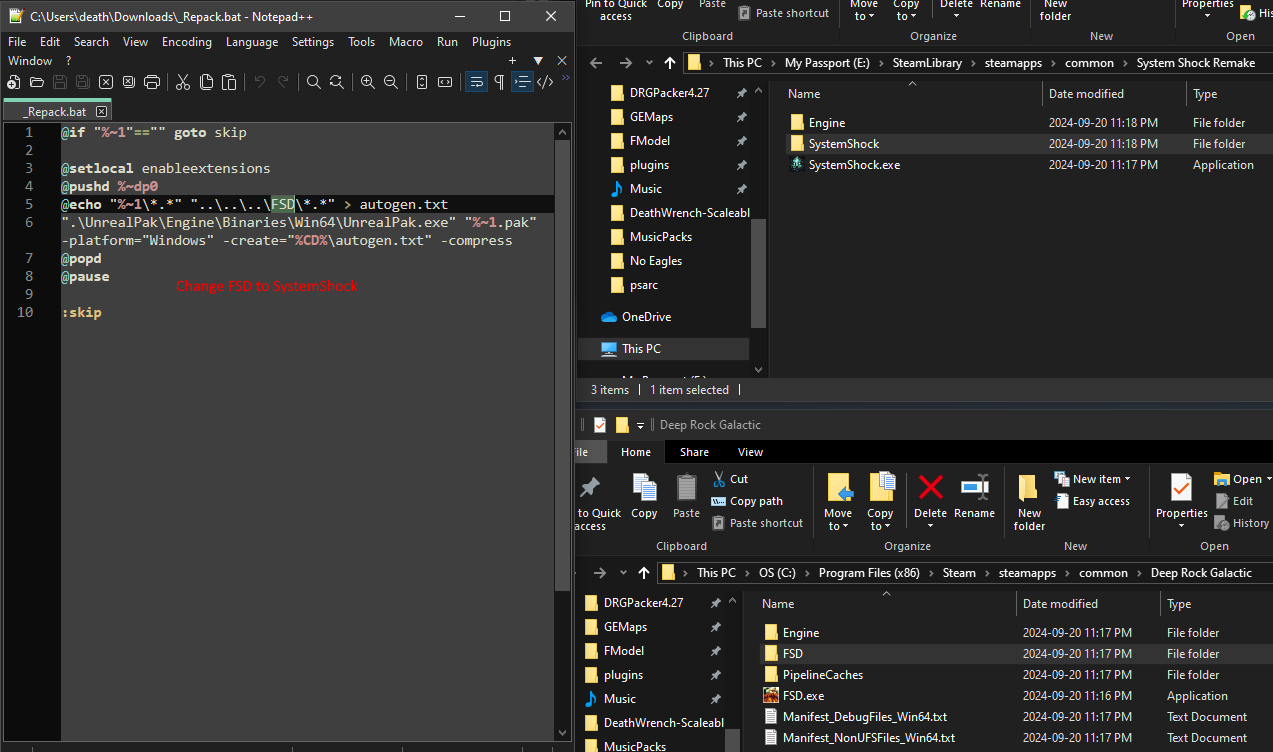 C:\Users\death\Downloads\_Repack.bat - Notepad++
File Edit Search View Encoding Language Settings Tools Macro Run Plugins
Window ? + ▼ X
_Repack.bat
1 @if "%~1"=="" goto skip
2
3 @setlocal enableextensions
4 @pushd %~dp0
5 @echo "%~1\*.*" "..\..\..\FSD\*.*" > autogen.txt
6 ".\UnrealPak\Engine\Binaries\Win64\UnrealPak.exe" "%~1.pak"
-platform="Windows" -create="%CD%\autogen.txt" -compress
7 @popd
8 @pause
9
10 :skip
Change FSD to SystemShock
Pin to Quick access Copy Paste Paste shortcut Move to Copy to Delete Rename New folder Properties
Clipboard Organize New Open
This PC > My Passport (E:) > SteamLibrary > steamapps > common > System Shock Remake
DRGPacker4.27
GEMaps
FModel
plugins
Music
DeathWrench-Scaleabl
MusicPacks
No Eagles
psarc
OneDrive
This PC
Name Date modified Type
Engine 2024-09-20 11:18 PM File folder
SystemShock 2024-09-20 11:18 PM File folder
SystemShock.exe 2024-09-20 11:17 PM Application
3 items 1 item selected
Deep Rock Galactic
ile Home Share View
to Quick access Copy Paste Cut Copy path Paste shortcut Move to Copy to Delete Rename New folder New item Easy access Properties Open Edit History
Clipboard Organize New Open
This PC > OS (C:) > Program Files (x86) > Steam > steamapps > common > Deep Rock Galactic
DRGPacker4.27
GEMaps
FModel
plugins
Music
DeathWrench-Scaleabl
MusicPacks
Name Date modified Type
Engine 2024-09-20 11:17 PM File folder
FSD 2024-09-20 11:17 PM File folder
PipelineCaches 2024-09-20 11:17 PM File folder
FSD.exe 2024-09-20 11:16 PM Application
Manifest_DebugFiles_Win64.txt 2024-09-20 11:17 PM Text Document
Manifest_NonUFSFiles_Win64.txt 2024-09-20 11:17 PM Text Document